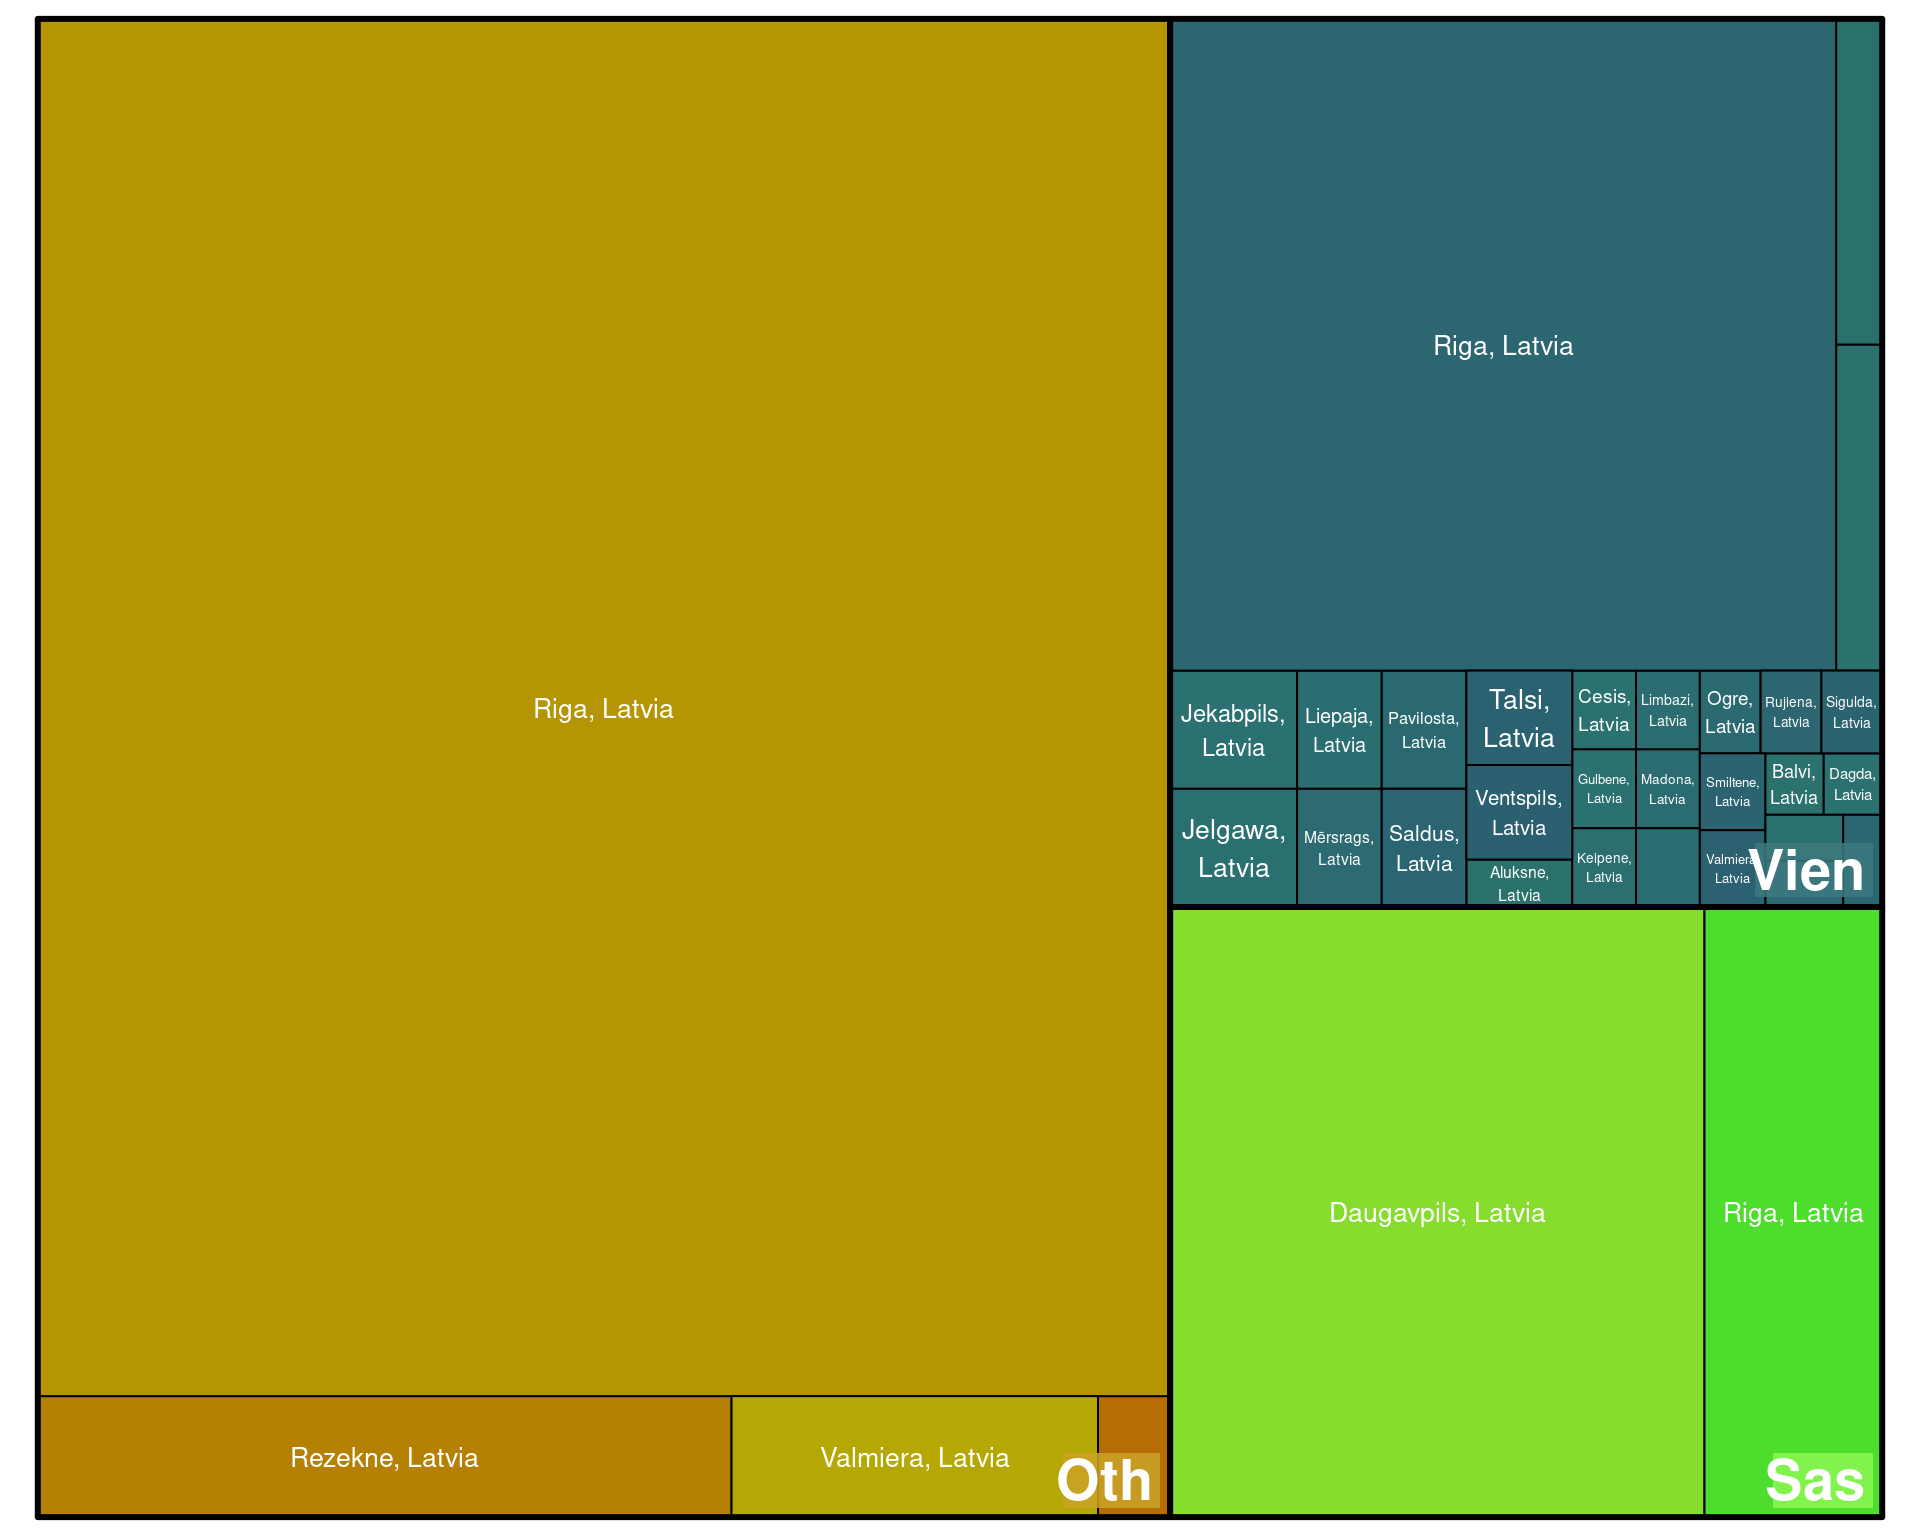 Riga, Latvia
Rezekne, Latvia
Valmiera, Latvia
Oth
Riga, Latvia
Jekabpils,
Latvia
Liepaja,
Latvia
Pavilosta,
Latvia
Talsi,
Latvia
Cesis,
Latvia
Limbazi,
Latvia
Ogre,
Latvia
Rujiena,
Latvia
Sigulda,
Latvia
Jelgawa,
Latvia
Mērsrags,
Latvia
Saldus,
Latvia
Ventspils,
Latvia
Aluksne,
Latvia
Gulbene,
Latvia
Madona,
Latvia
Keipene,
Latvia
Smiltene,
Latvia
Balvi,
Latvia
Dagda,
Latvia
Valmiera
Latvia
Vien
Daugavpils, Latvia
Riga, Latvia
Sas